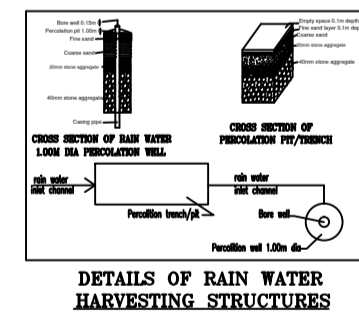 Bore well 0.15m
Percolation pit 1.00m
Fine sand
Coarse sand
20mm stone aggregate
40mm stone aggregate
Casing pipe
CROSS SECTION OF RAIN WATER
1.00M DIA PERCOLATION WELL
Empty space 0.1m depth
Fine sand layer 0.1m dep
Coarse sand
20mm stone aggregate
40mm stone aggregate
CROSS SECTION OF
PERCOLATION PIT/TRENCH
rain water
inlet channel
Percolition trench/pit
rain water
inlet channel
Bore well
Percolition well 1.00m dia
DETAILS OF RAIN WATER
HARVESTING STRUCTURES